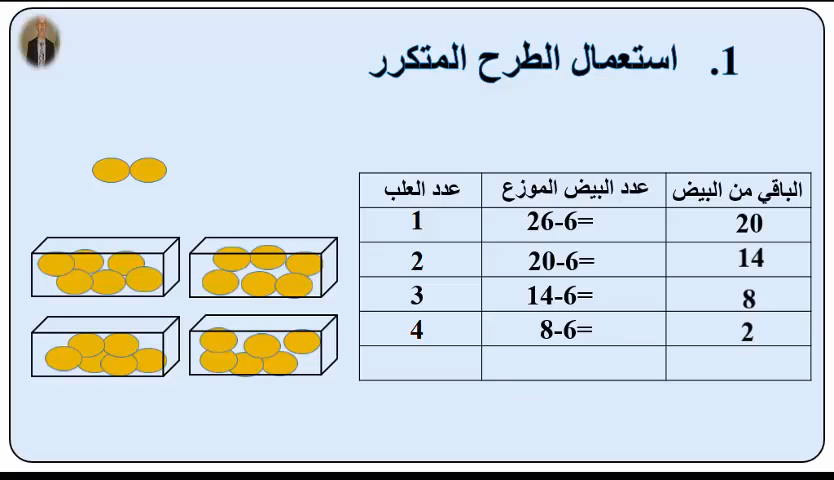 1. استعمال الطرح المتكرر
عدد العلب عدد البيض الموزع الباقي من البيض
1 26-6= 20
2 20-6= 14
3 14-6= 8
4 8-6= 2